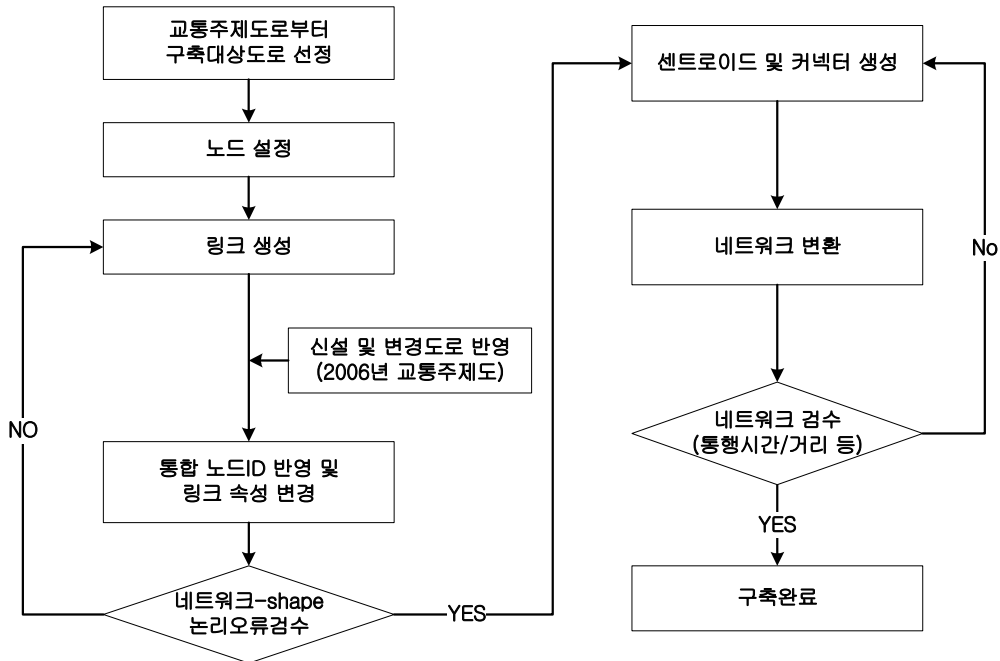 교통주제도로부터
구축대상도로 선정
노드 설정
링크 생성
신설 및 변경도로 반영
(2006년 교통주제도)
NO
통합 노드ID 반영 및
링크 속성 변경
네트워크-shape
논리오류검수
YES
센트로이드 및 커넥터 생성
네트워크 변환
No
네트워크 검수
(통행시간/거리 등)
YES
구축완료